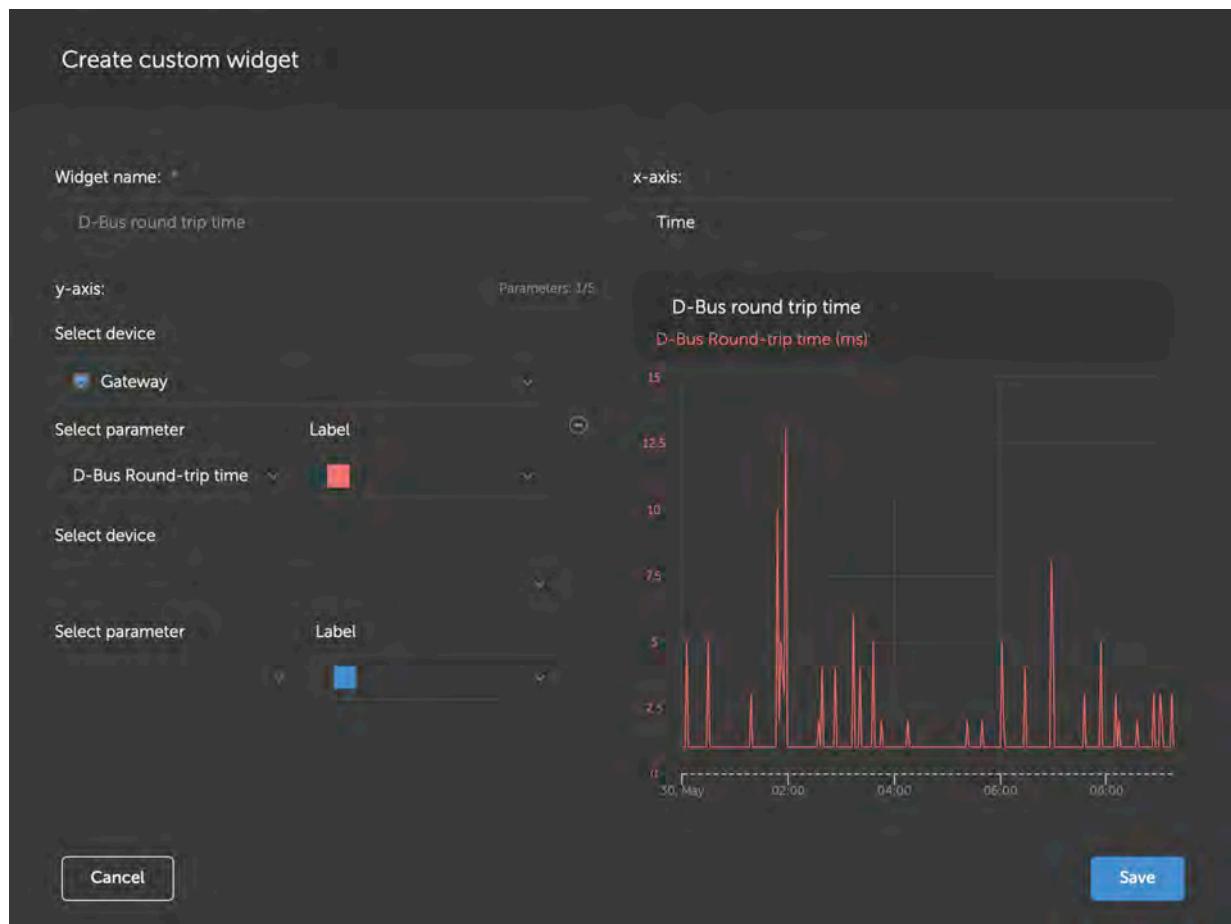 Create custom widget
Widget name: *
D-Bus round trip time
y-axis:
Parameters: 1/5
Select device
Gateway
Select parameter
Label
D-Bus Round-trip time
Select device
Select parameter
Label
x-axis:
Time
D-Bus round trip time
D-Bus Round-trip time (ms)
15
12.5
10
7.5
5
2.5
0
30. May 02:00 04:00 06:00 08:00
Cancel
Save